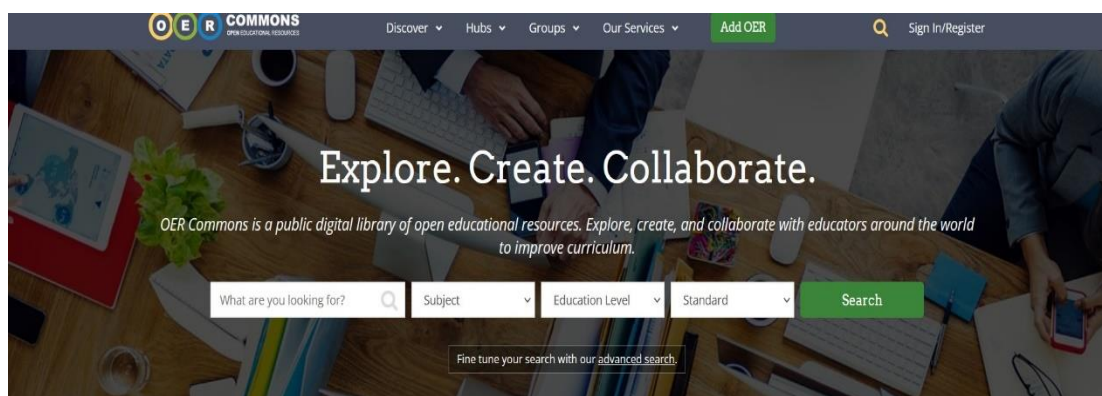 OER COMMONS
OPEN EDUCATIONAL RESOURCES
Discover Hubs Groups Our Services Add OER Sign In/Register
Explore. Create. Collaborate.
OER Commons is a public digital library of open educational resources. Explore, create, and collaborate with educators around the world
to improve curriculum.
What are you looking for? Subject Education Level Standard Search
Fine tune your search with our advanced search.